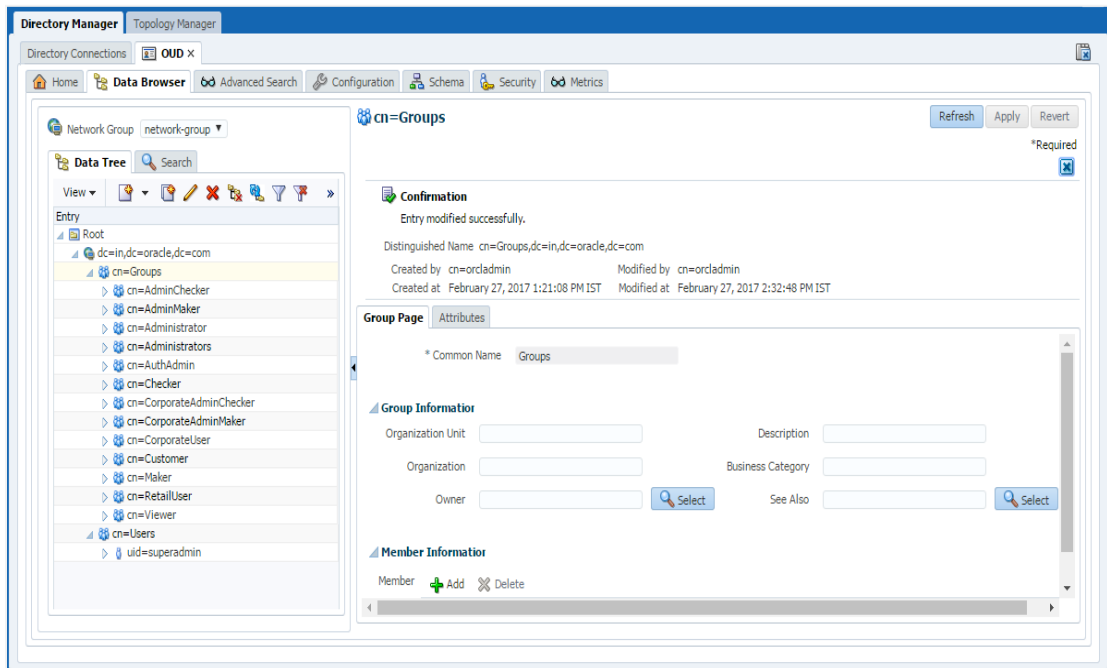 Directory Manager Topology Manager
Directory Connections OUD ×
Home Data Browser Advanced Search Configuration Schema Security Metrics
Network Group network-group
Data Tree Search
View »
Entry
Root
dc=in,dc=oracle,dc=com
cn=Groups
cn=AdminChecker
cn=AdminMaker
cn=Administrator
cn=Administrators
cn=AuthAdmin
cn=Checker
cn=CorporateAdminChecker
cn=CorporateAdminMaker
cn=CorporateUser
cn=Customer
cn=Maker
cn=RetailUser
cn=Viewer
cn=Users
uid=superadmin
cn=Groups Refresh Apply Revert
*Required
Confirmation
Entry modified successfully.
Distinguished Name cn=Groups,dc=in,dc=oracle,dc=com
Created by cn=orcladmin Modified by cn=orcladmin
Created at February 27, 2017 1:21:08 PM IST Modified at February 27, 2017 2:32:48 PM IST
Group Page Attributes
* Common Name Groups
Group Information
Organization Unit Description
Organization Business Category
Owner Select See Also Select
Member Information
Member Add Delete